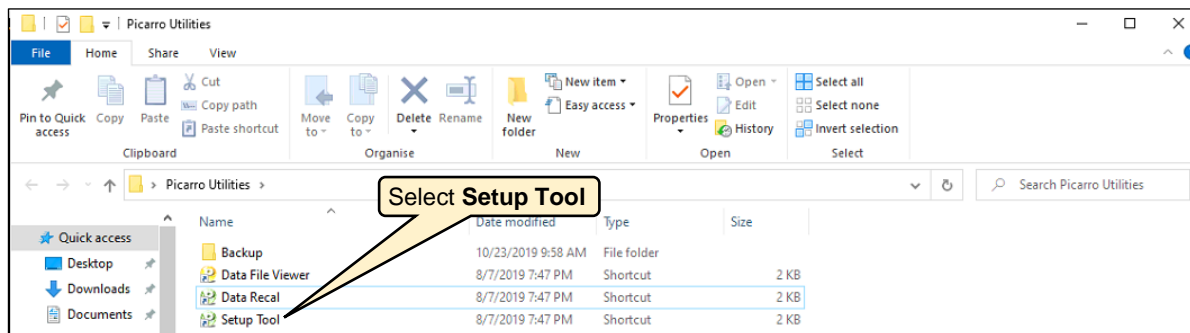 Picarro Utilities
File Home Share View
Pin to Quick access
Copy
Paste
Cut
Copy path
Paste shortcut
Clipboard
Move to
Copy to
Delete
Rename
Organise
New folder
New item
Easy access
New
Properties
Open
Edit
History
Open
Select all
Select none
Invert selection
Select
Picarro Utilities
Search Picarro Utilities
Select Setup Tool
Name Date modified Type Size
Quick access
Desktop
Downloads
Documents
Backup 10/23/2019 9:58 AM File folder
Data File Viewer 8/7/2019 7:47 PM Shortcut 2 KB
Data Recal 8/7/2019 7:47 PM Shortcut 2 KB
Setup Tool 8/7/2019 7:47 PM Shortcut 2 KB